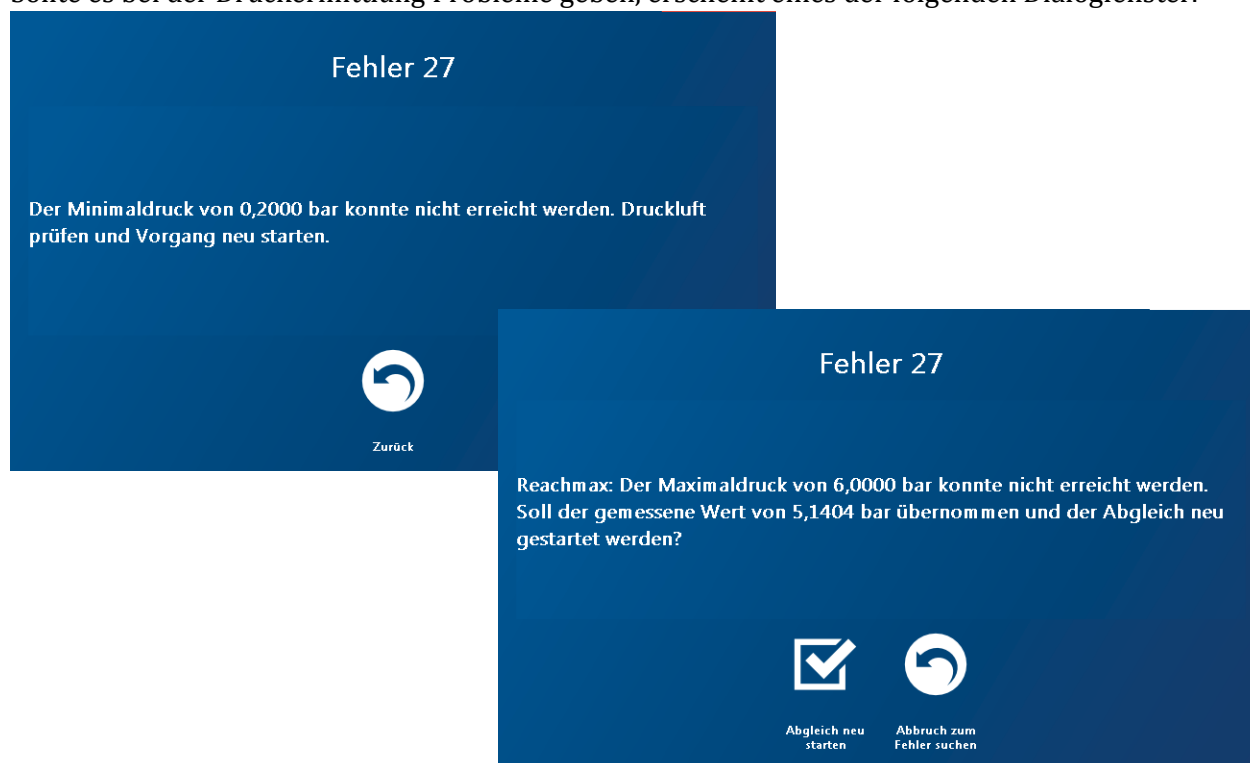 Sollte es bei der Druckermittlung Probleme geben, erscheint eines der folgenden Dialogfenster:
Fehler 27
Der Minimaldruck von 0,2000 bar konnte nicht erreicht werden. Druckluft
prüfen und Vorgang neu starten.
Zurück
Fehler 27
Reachmax: Der Maximaldruck von 6,0000 bar konnte nicht erreicht werden.
Soll der gemessene Wert von 5,1404 bar übernommen und der Abgleich neu
gestartet werden?
Abgleich neu
starten
Abbruch zum
Fehler suchen